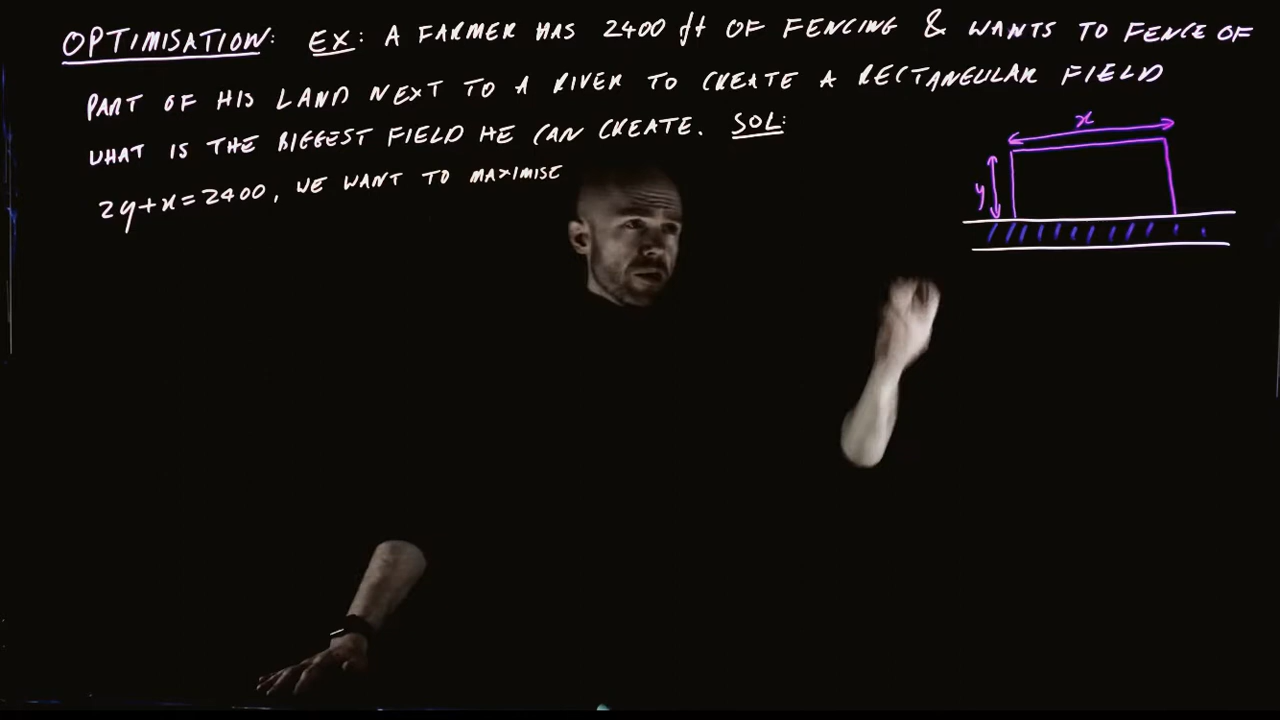 OPTIMISATION: EX: A FARMER HAS 2400 ft OF FENCING & WANTS TO FENCE OF
PART OF HIS LAND NEXT TO A RIVER TO CREATE A RECTANGULAR FIELD
WHAT IS THE BIGGEST FIELD HE CAN CREATE. SOL:
2y+x=2400, WE WANT TO MAXIMISE
x
y